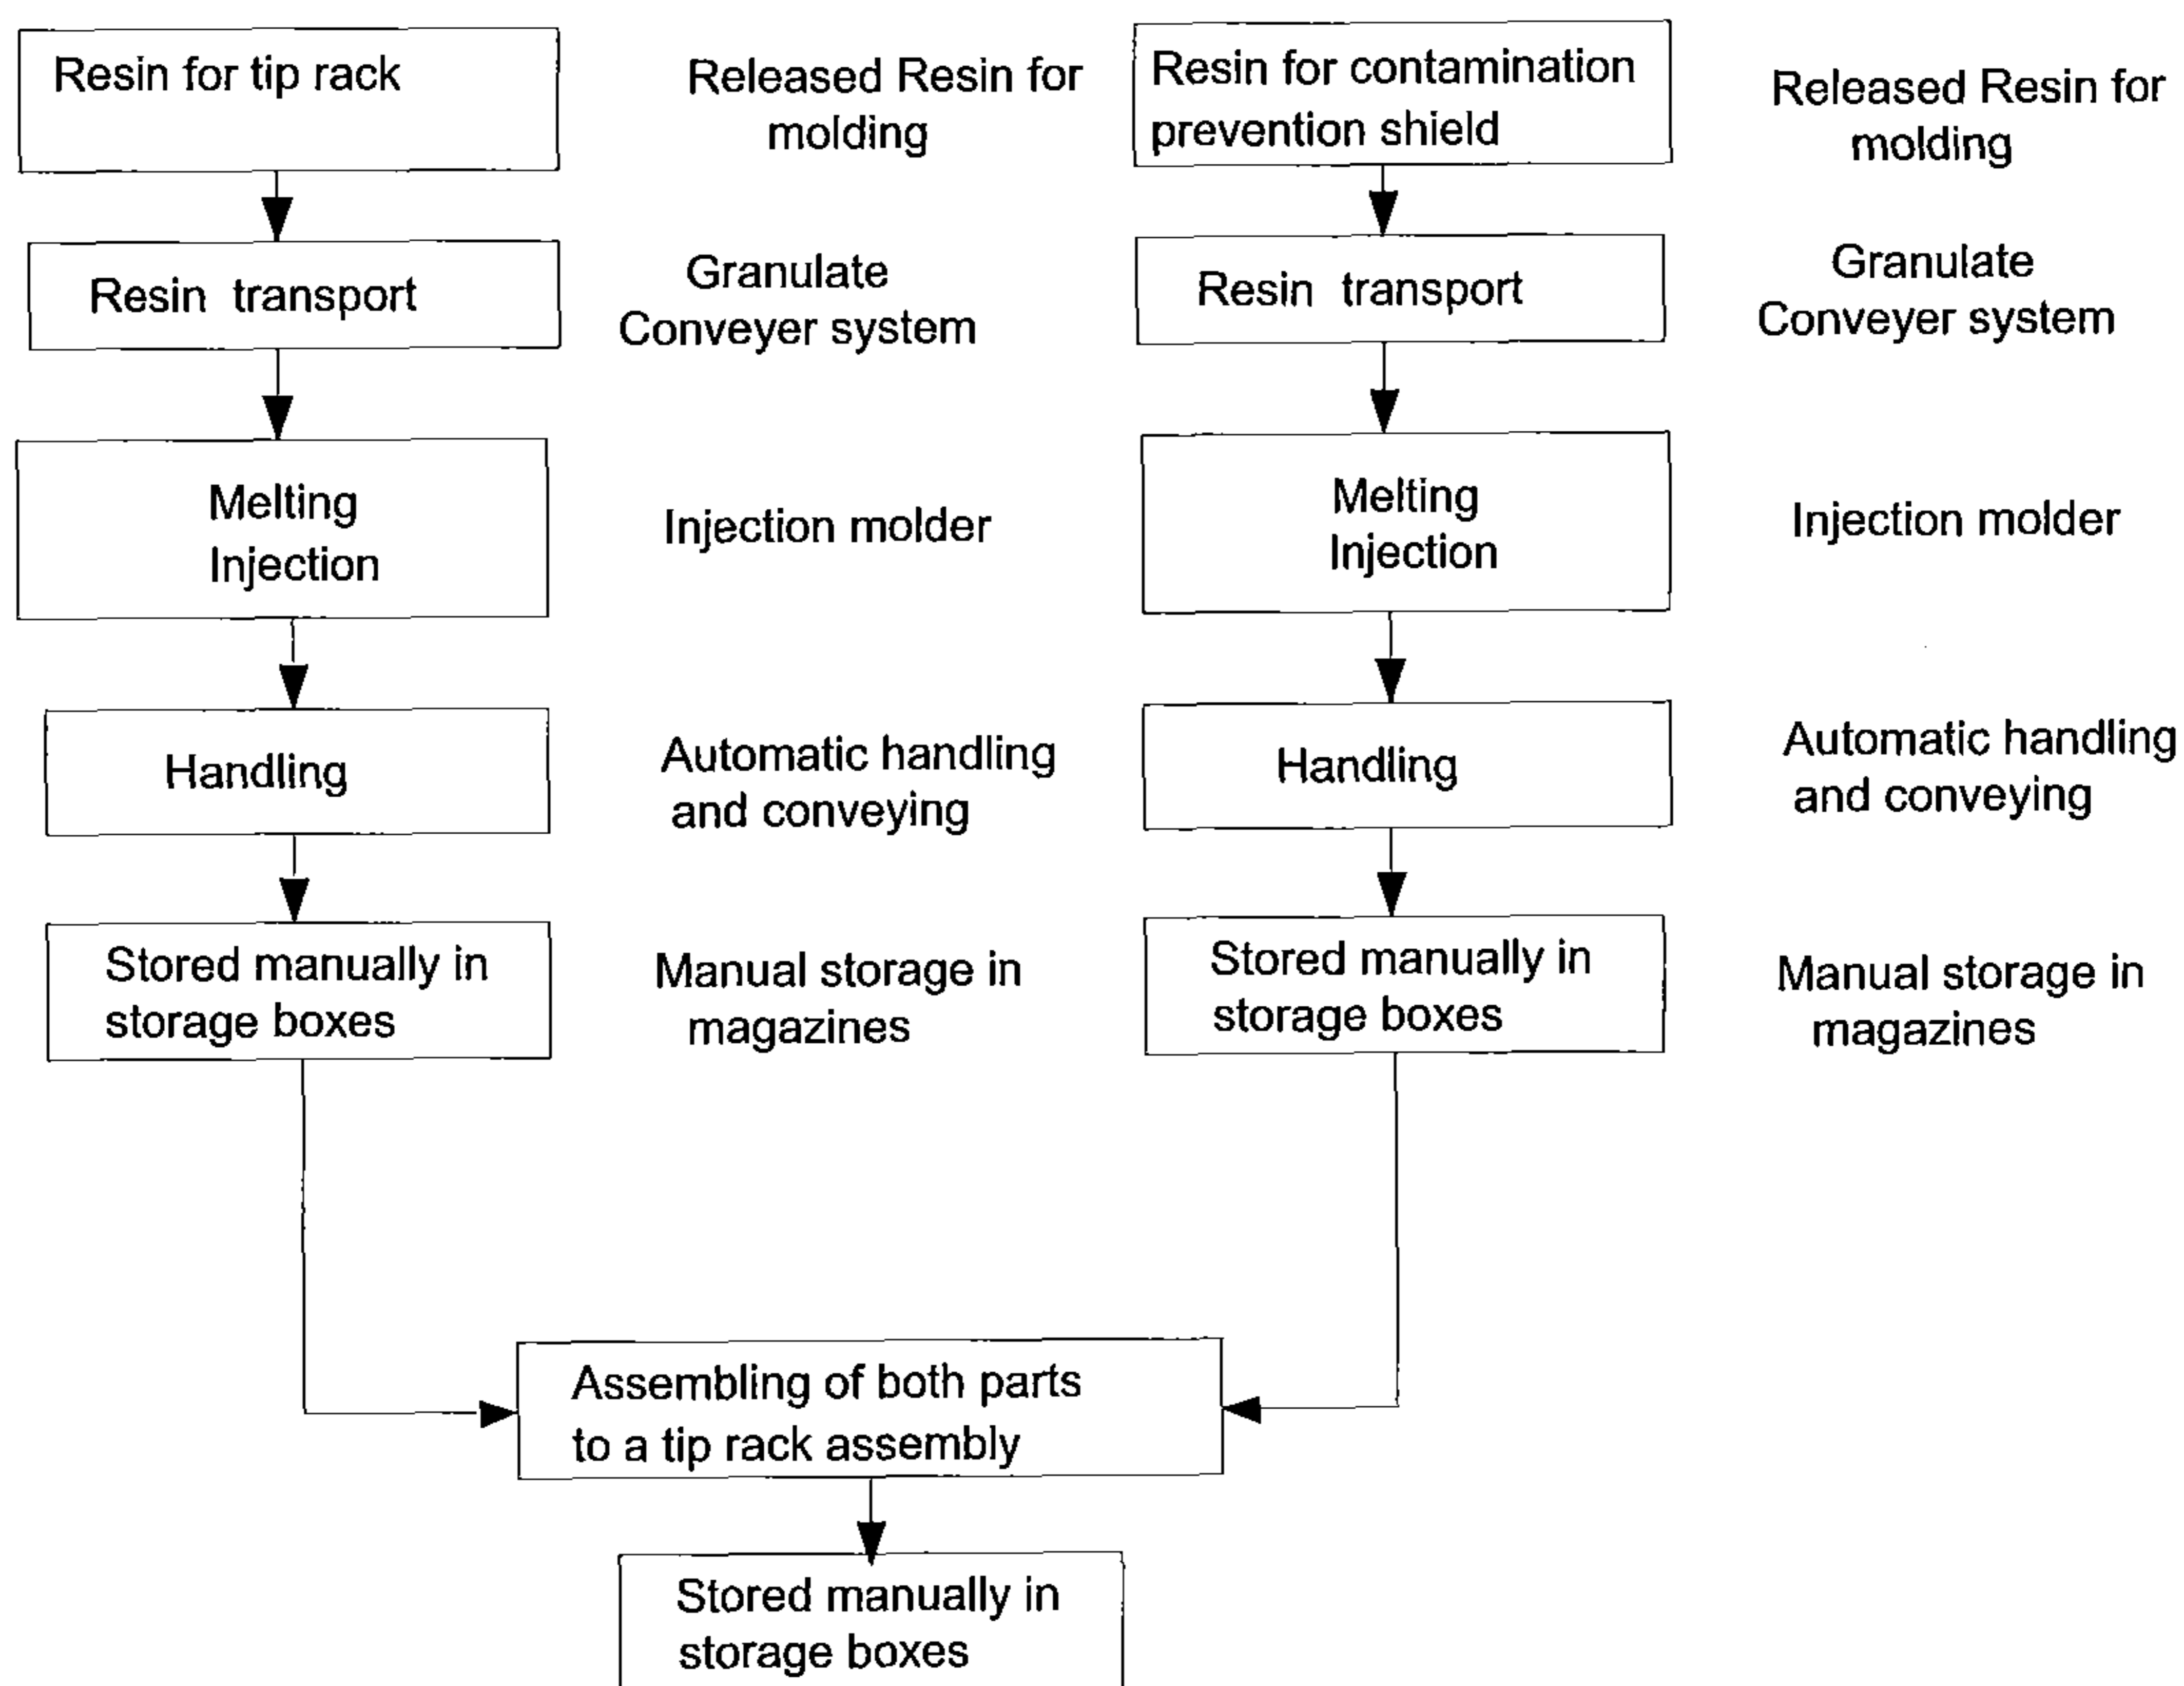 Resin for tip rack
Released Resin for
molding
Resin for contamination
prevention shield
Released Resin for
molding
Resin transport
Granulate
Conveyer system
Resin transport
Granulate
Conveyer system
Melting
Injection
Injection molder
Melting
Injection
Injection molder
Handling
Automatic handling
and conveying
Handling
Automatic handling
and conveying
Stored manually in
storage boxes
Manual storage in
magazines
Stored manually in
storage boxes
Manual storage in
magazines
Assembling of both parts
to a tip rack assembly
Stored manually in
storage boxes